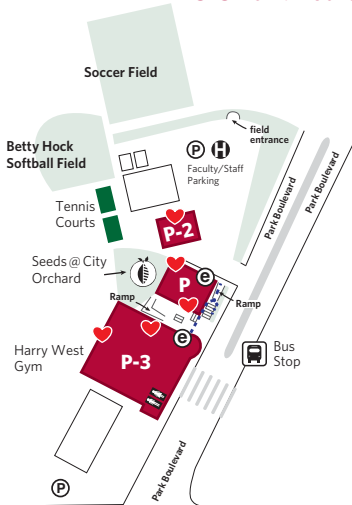 Soccer Field
field
entrance
Betty Hock
Softball Field
P H
Faculty/Staff
Parking
Park Boulevard
Park Boulevard
Tennis
Courts
P-2
Seeds @ City
Orchard
P
e
Ramp
Ramp
e
Harry West
Gym
P-3
Bus
Stop
Park Boulevard
P